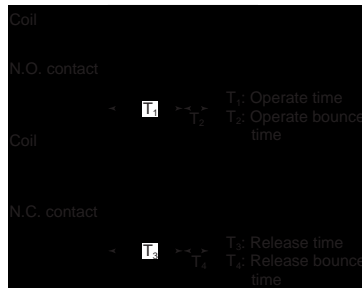 Coil
N.O. contact
T₁
T₂
T₁: Operate time
T₂: Operate bounce
time
Coil
N.C. contact
T₃
T₄
T₃: Release time
T₄: Release bounce
time